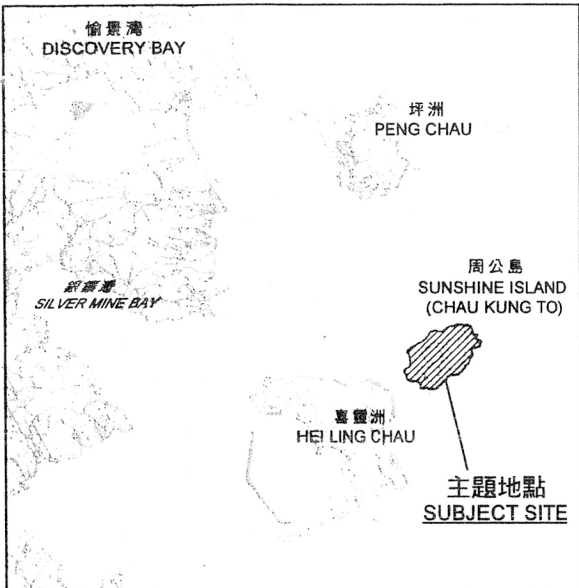 愉景灣
DISCOVERY BAY
坪洲
PENG CHAU
周公島
SUNSHINE ISLAND
(CHAU KUNG TO)
銀鑛灣
SILVER MINE BAY
喜靈洲
HEI LING CHAU
主題地點
SUBJECT SITE